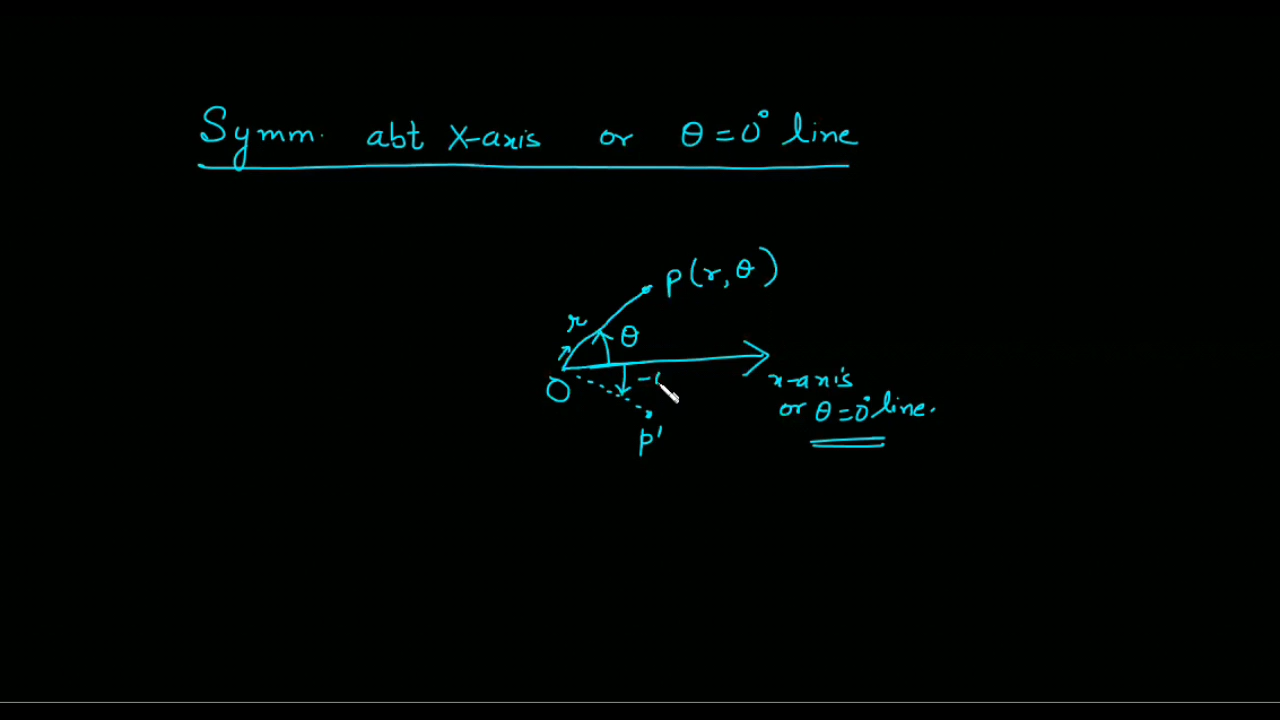 Symm. abt X-axis or θ=0° line
P(r, θ)
r
θ
O
x-axis
or θ=0° line.
P'